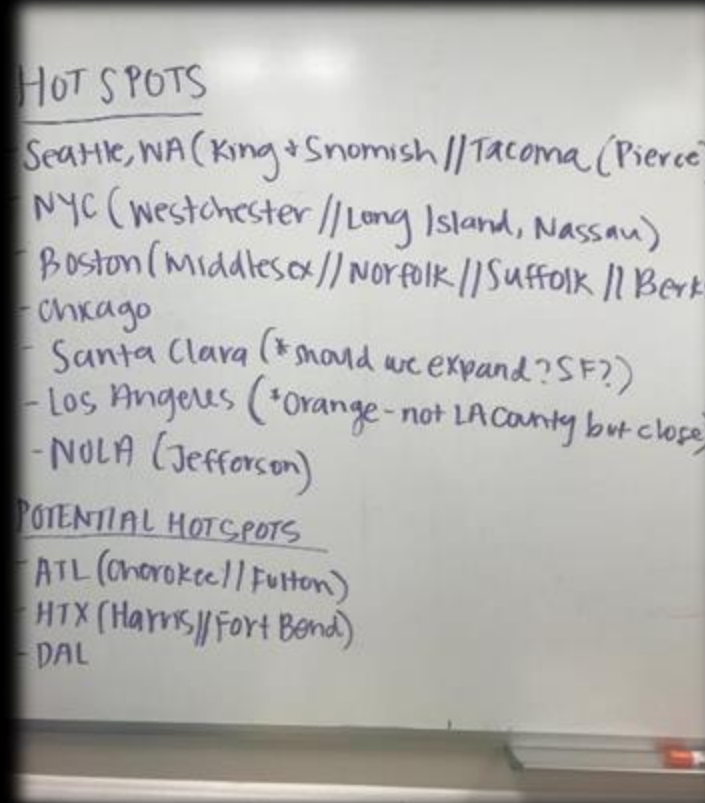 HOT SPOTS
- Seattle, WA (King + Snomish // Tacoma (Pierce)
- NYC (Westchester // Long Island, Nassau)
- Boston (Middlesex // Norfolk // Suffolk // Berk
- Chicago
- Santa Clara (*should we expand? SF?)
- Los Angeles (*Orange - not LA County but close)
- NOLA (Jefferson)
POTENTIAL HOTSPOTS
- ATL (Cherokee // Fulton)
- HTX (Harris // Fort Bend)
- DAL